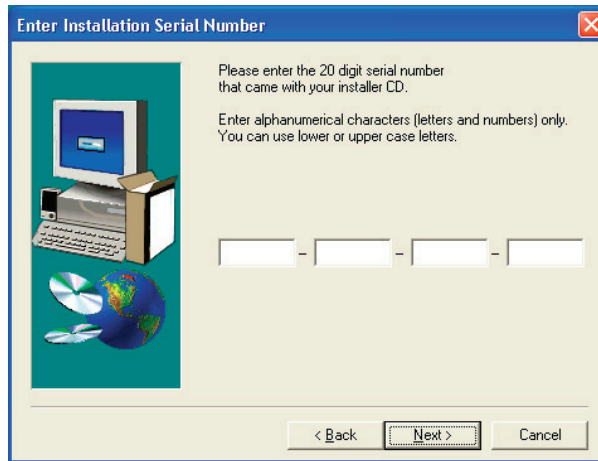 Enter Installation Serial Number
Please enter the 20 digit serial number
that came with your installer CD.
Enter alphanumerical characters (letters and numbers) only.
You can use lower or upper case letters.
- - -
< Back Next > Cancel